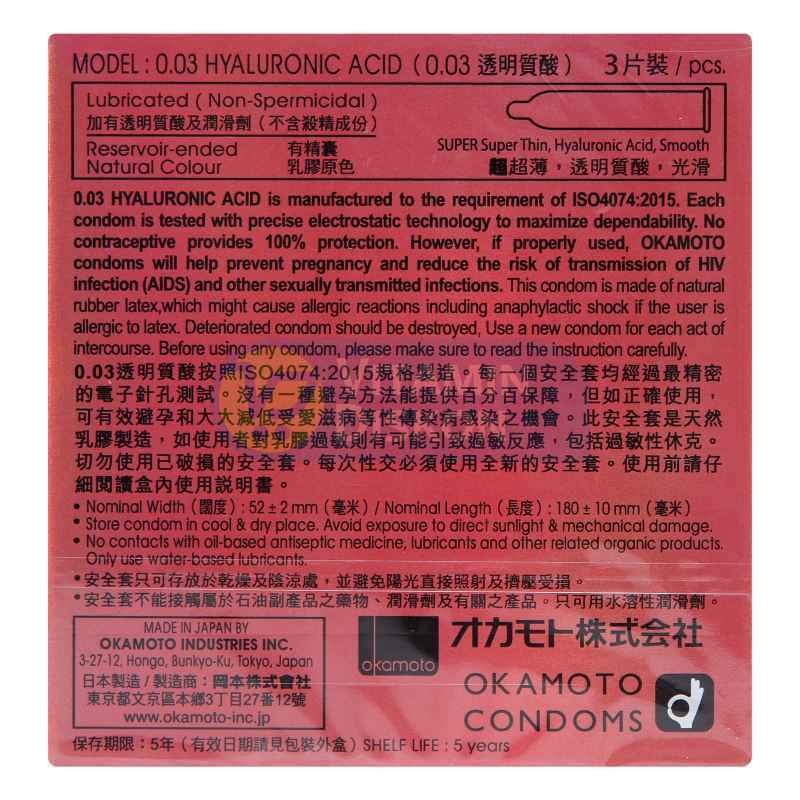 MODEL : 0.03 HYALURONIC ACID ( 0.03 透明質酸 ) 3片裝 / pcs.
Lubricated ( Non-Spermicidal )
加有透明質酸及潤滑劑 (不含殺精成份)
Reservoir-ended 有精囊
Natural Colour 乳膠原色
SUPER Super Thin, Hyaluronic Acid, Smooth
超超薄，透明質酸，光滑
0.03 HYALURONIC ACID is manufactured to the requirement of ISO4074:2015. Each
condom is tested with precise electrostatic technology to maximize dependability. No
contraceptive provides 100% protection. However, if properly used, OKAMOTO
condoms will help prevent pregnancy and reduce the risk of transmission of HIV
infection (AIDS) and other sexually transmitted infections. This condom is made of natural
rubber latex,which might cause allergic reactions including anaphylactic shock if the user is
allergic to latex. Deteriorated condom should be destroyed, Use a new condom for each act of
intercourse. Before using any condom, please make sure to read the instruction carefully.
0.03透明質酸按照ISO4074:2015規格製造。每一個安全套均經過最精密
的電子針孔測試。沒有一種避孕方法能提供百分百保障，但如正確使用，
可有效避孕和大大減低受愛滋病等性傳染病感染之機會。此安全套是天然
乳膠製造，如使用者對乳膠過敏則有可能引致過敏反應，包括過敏性休克。
切勿使用已破損的安全套。每次性交必須使用全新的安全套。使用前請仔
細閱讀盒內使用説明書。
• Nominal Width (闊度) : 52 ± 2 mm (毫米) / Nominal Length (長度) : 180 ± 10 mm (毫米)
• Store condom in cool & dry place. Avoid exposure to direct sunlight & mechanical damage.
• No contacts with oil-based antiseptic medicine, lubricants and other related organic products.
Only use water-based lubricants.
•安全套只可存放於乾燥及陰涼處，並避免陽光直接照射及擠壓受損。
•安全套不能接觸屬於石油副產品之藥物、潤滑劑及有關之產品。只可用水溶性潤滑劑。
MADE IN JAPAN BY
OKAMOTO INDUSTRIES INC.
3-27-12, Hongo, Bunkyo-Ku, Tokyo, Japan
日本製造 / 製造商 : 岡本株式會社
東京都文京區本鄉3丁目27番12號
www.okamoto-inc.jp
okamoto
オカモト株式会社
OKAMOTO
CONDOMS
保存期限 : 5年 (有效日期請見包裝外盒) SHELF LIFE : 5 years